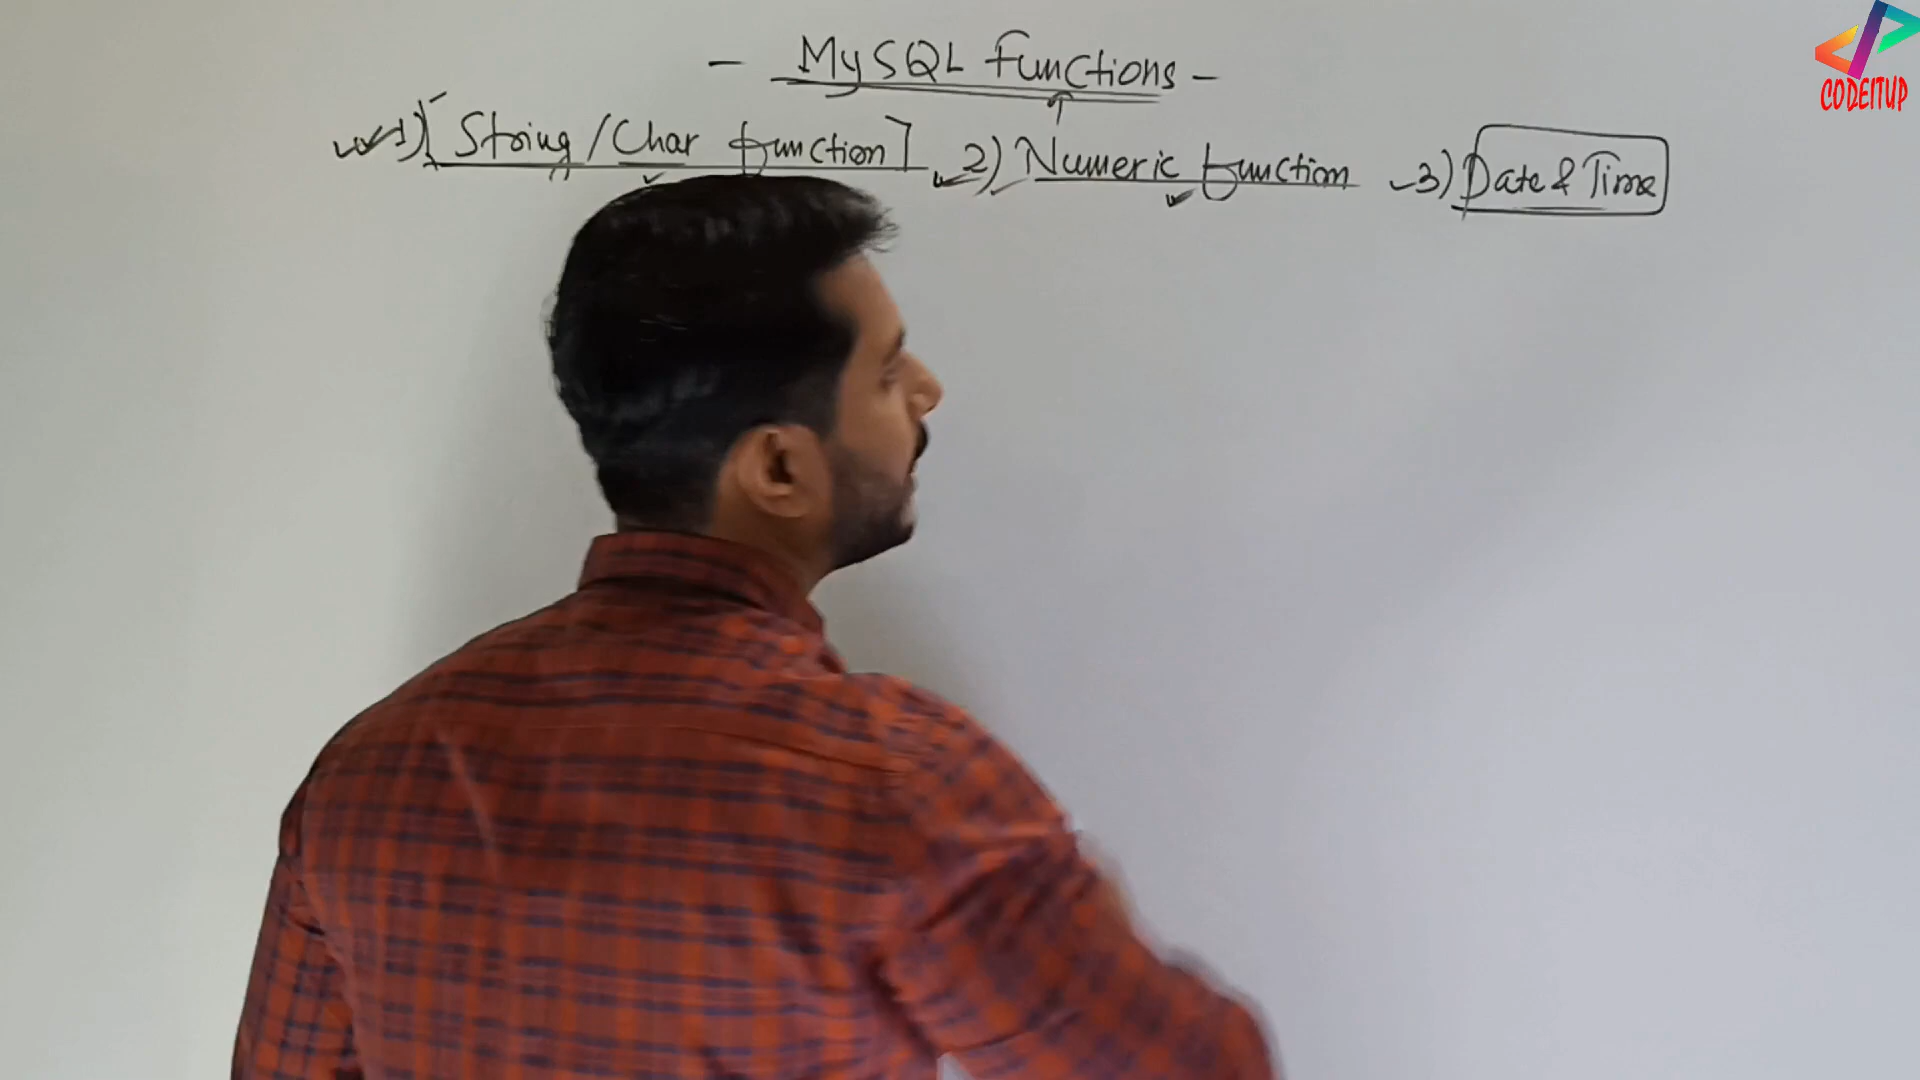 - MySQL Functions -
1) [String/Char function] 2) Numeric function 3) Date & Time
CODEITUP